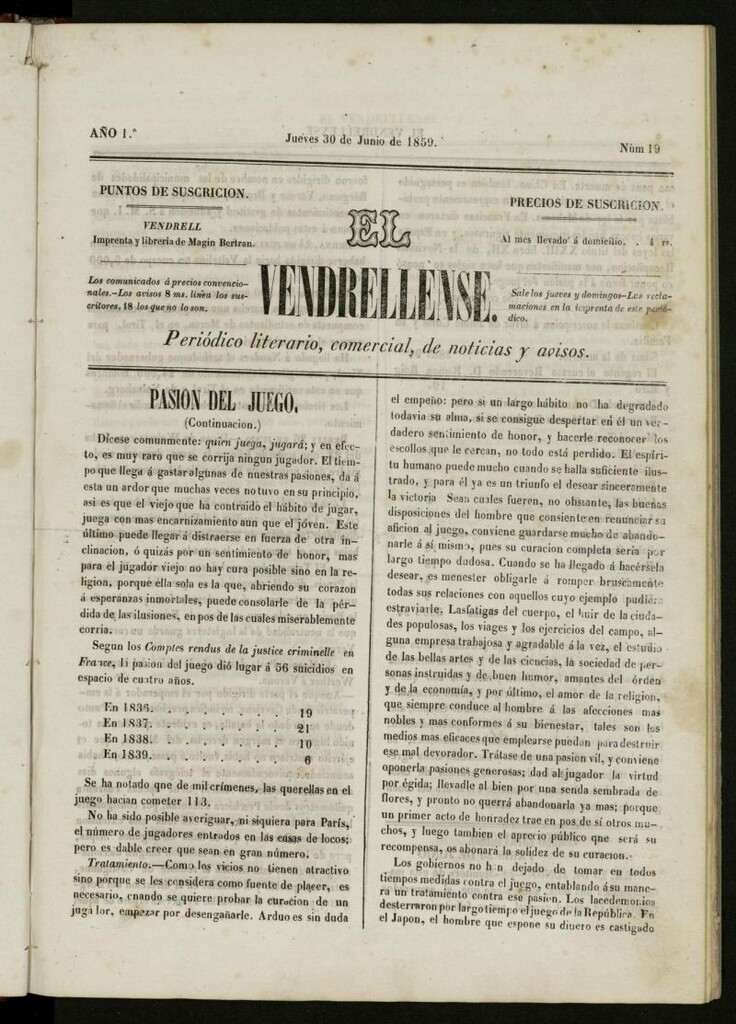 AÑO 1.º
Jueves 30 de Junio de 1859.
Núm 19
PUNTOS DE SUSCRICION.
VENDRELL
Imprenta y libreria de Magin Bertran.
Los comunicados á precios convencio-
nales.—Los avisos 8 ms. linea los sus-
critores, 18 los que no lo son.
EL
VENDRELLENSE.
PRECIOS DE SUSCRICION.
Al mes llevado á domicilio. . 4 rs.
Sale los jueves y domingos—Las recla-
maciones en la imprenta de este perió-
dico.
Periódico literario, comercial, de noticias y avisos.
PASION DEL JUEGO.
(Continuacion.)
Dícese comunmente: quien juega, jugará; y en efec-
to, es muy raro que se corrija ningun jugador. El tiem-
po que llega á gastar algunas de nuestras pasiones, da á
esta un ardor que muchas veces no tuvo en su principio,
asi es que el viejo que ha contraido el hábito de jugar,
juega con mas encarnizamiento aun que el jóven. Este
último puede llegar á distraerse en fuerza de otra in-
clinacion, ó quizás por un sentimiento de honor, mas
para el jugador viejo no hay cura posible sino en la re-
ligion, porque ella sola es la que, abriendo su corazon
á esperanzas inmortales, puede consolarle de la pér-
dida de las ilusiones, en pos de las cuales miserablemente
corria.
Segun los Comptes rendus de la justice criminelle en
France, la pasion del juego dió lugar á 56 suicidios en
espacio de cuatro años.
En 1836. . . . . . . . 19
En 1837. . . . . . . . 21
En 1838. . . . . . . . 10
En 1839. . . . . . . . 6
Se ha notado que de mil crímenes, las querellas en el
juego hacian cometer 113.
No ha sido posible averiguar, ni siquiera para París,
el número de jugadores entrados en las casas de locos;
pero es dable creer que sean en gran número.
Tratamiento.—Como los vicios no tienen atractivo
sino porque se les considera como fuente de placer, es
necesario, cuando se quiere probar la curacion de un
jugador, empezar por desengañarle. Arduo es sin duda
el empeño: pero si un largo hábito no ha degradado
todavia su alma, si se consigue despertar en él un ver-
dadero sentimiento de honor, y hacerle reconocer los
escollos que le cercan, no todo está perdido. El espíri-
tu humano puede mucho cuando se halla suficiente ilus-
trado, y para él ya es un triunfo el desear sinceramente
la victoria Sean cuales fueren, no obstante, las buenas
disposiciones del hombre que consiente en renunciar su
aficion al juego, conviene guardarse mucho de abando-
narle á sí mismo, pues su curacion completa seria por
largo tiempo dudosa. Cuando se ha llegado á hacérsela
desear, es menester obligarle á romper bruscamente
todas sus relaciones con aquellos cuyo ejemplo pudiera
estraviarle. Las fatigas del cuerpo, el huir de la ciuda-
des populosas, los viages y los ejercicios del campo, al-
guna empresa trabajosa y agradable á la vez, el estudio
de las bellas artes y de las ciencias, la sociedad de per-
sonas instruidas y de buen humor, amantes del órden
y de la economía, y por último, el amor de la religion,
que siempre conduce al hombre á las afecciones mas
nobles y mas conformes á su bienestar, tales son los
medios mas eficaces que emplearse puedan para destruir
ese mal devorador. Trátase de una pasion vil, y conviene
oponerla pasiones generosas; dad al jugador la virtud
por égida; llevadle al bien por una senda sembrada de
flores, y pronto no querrá abandonarla ya mas; porque
un primer acto de honradez trae en pos de sí otros mu-
chos, y luego tambien el aprecio público que será su
recompensa, os abonará la solidez de su curacion.
Los gobiernos no han dejado de tomar en todos
tiempos medidas contra el juego, entablando á su mane-
ra un tratamiento contra ese pasion. Los lacedemonios
desterraron por largo tiempo el juego de la República. En
el Japon, el hombre que espone su dinero es castigado